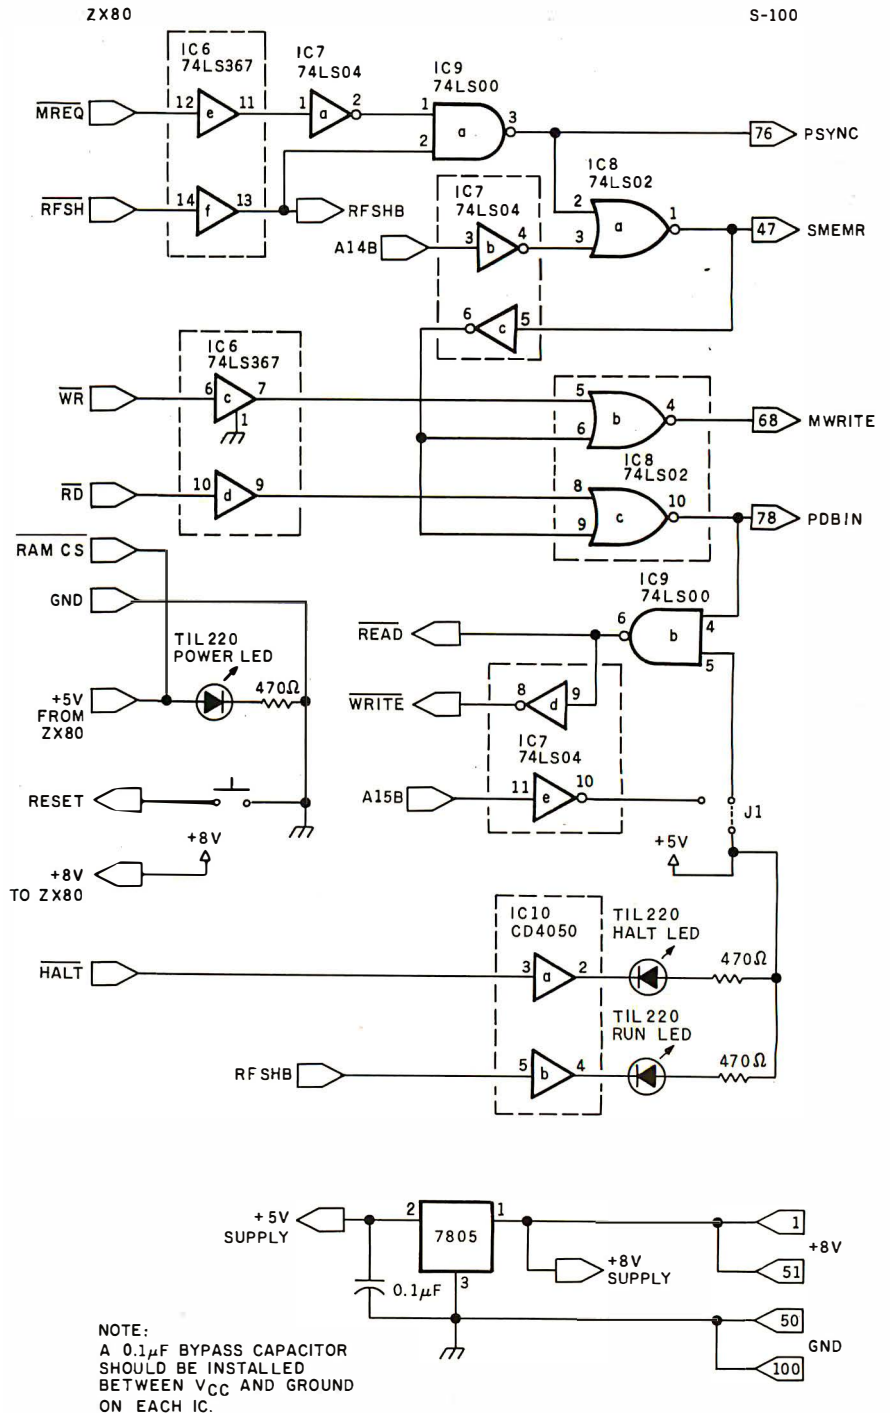 ZX80
S-100
IC6
74LS367
IC7
74LS04
IC9
74LS00
MREQ
12
e
11
1
a
2
1
2
a
3
76
PSYNC
RFSH
14
f
13
RFSHB
IC7
74LS04
IC8
74LS02
A14B
3
b
4
2
3
a
1
47
SMEMR
6
c
5
IC6
74LS367
WR
6
c
7
1
5
6
b
4
68
MWRITE
IC8
74LS02
RD
10
d
9
8
9
c
10
78
PDBIN
RAM CS
GND
IC9
74LS00
READ
6
b
4
5
TIL220
POWER LED
470Ω
+5V
FROM
ZX80
WRITE
8
d
9
IC7
74LS04
RESET
A15B
11
e
10
J1
+8V
+5V
+8V
TO ZX80
IC10
CD4050
TIL220
HALT LED
HALT
3
a
2
470Ω
TIL220
RUN LED
RFSHB
5
b
4
470Ω
+5V
SUPPLY
2
7805
1
3
0.1µF
+8V
SUPPLY
1
51
+8V
50
100
GND
NOTE:
A 0.1µF BYPASS CAPACITOR
SHOULD BE INSTALLED
BETWEEN VCC AND GROUND
ON EACH IC.